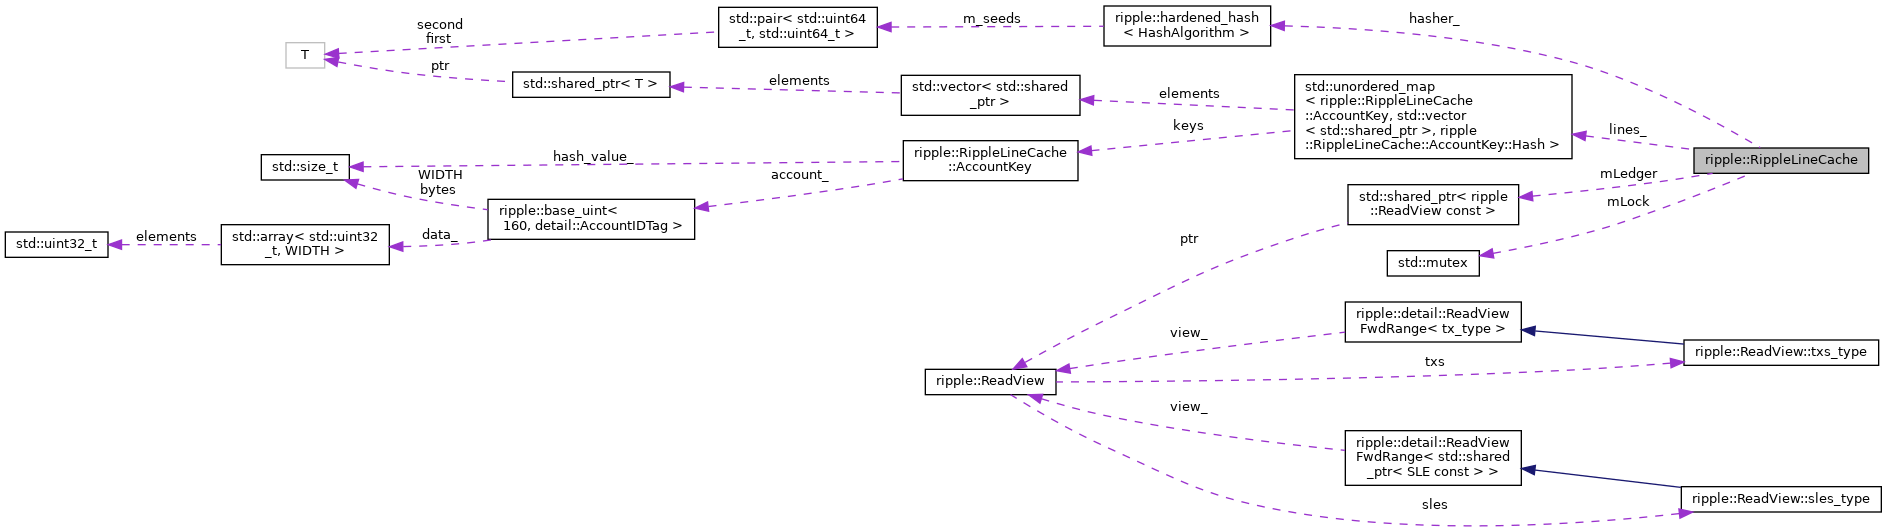 second
first
std::pair< std::uint64
_t, std::uint64_t >
m_seeds
ripple::hardened_hash
< HashAlgorithm >
hasher_
T
ptr
std::shared_ptr< T >
elements
std::vector< std::shared
_ptr >
elements
keys
std::unordered_map
< ripple::RippleLineCache
::AccountKey, std::vector
< std::shared_ptr >, ripple
::RippleLineCache::AccountKey::Hash >
lines_
ripple::RippleLineCache
std::size_t
hash_value_
ripple::RippleLineCache
::AccountKey
WIDTH
bytes
account_
mLedger
mLock
std::shared_ptr< ripple
::ReadView const >
std::uint32_t
elements
std::array< std::uint32
_t, WIDTH >
data_
ripple::base_uint<
160, detail::AccountIDTag >
ptr
std::mutex
ripple::detail::ReadView
FwdRange< tx_type >
view_
txs
ripple::ReadView::txs_type
ripple::ReadView
view_
ripple::detail::ReadView
FwdRange< std::shared
_ptr< SLE const > >
sles
ripple::ReadView::sles_type